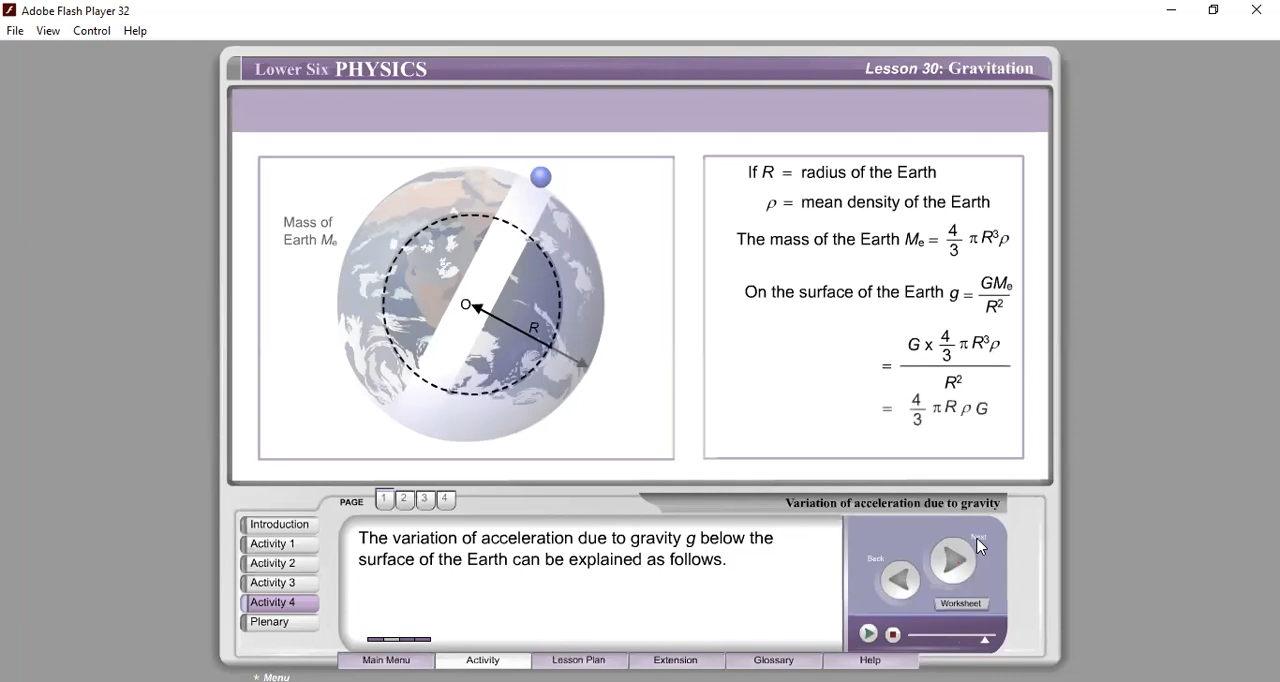 Adobe Flash Player 32
File View Control Help
Lower Six PHYSICS
Lesson 30: Gravitation
Mass of
Earth Me
O
R
If R = radius of the Earth
ρ = mean density of the Earth
The mass of the Earth Me = 4/3 π R³ρ
On the surface of the Earth g = GMe/R²
= G x 4/3 π R³ρ / R²
= 4/3 π R ρ G
PAGE 1 2 3 4
Variation of acceleration due to gravity
Introduction
Activity 1
Activity 2
Activity 3
Activity 4
Plenary
The variation of acceleration due to gravity g below the
surface of the Earth can be explained as follows.
Next
Back
Worksheet
Main Menu Activity Lesson Plan Extension Glossary Help
Menu